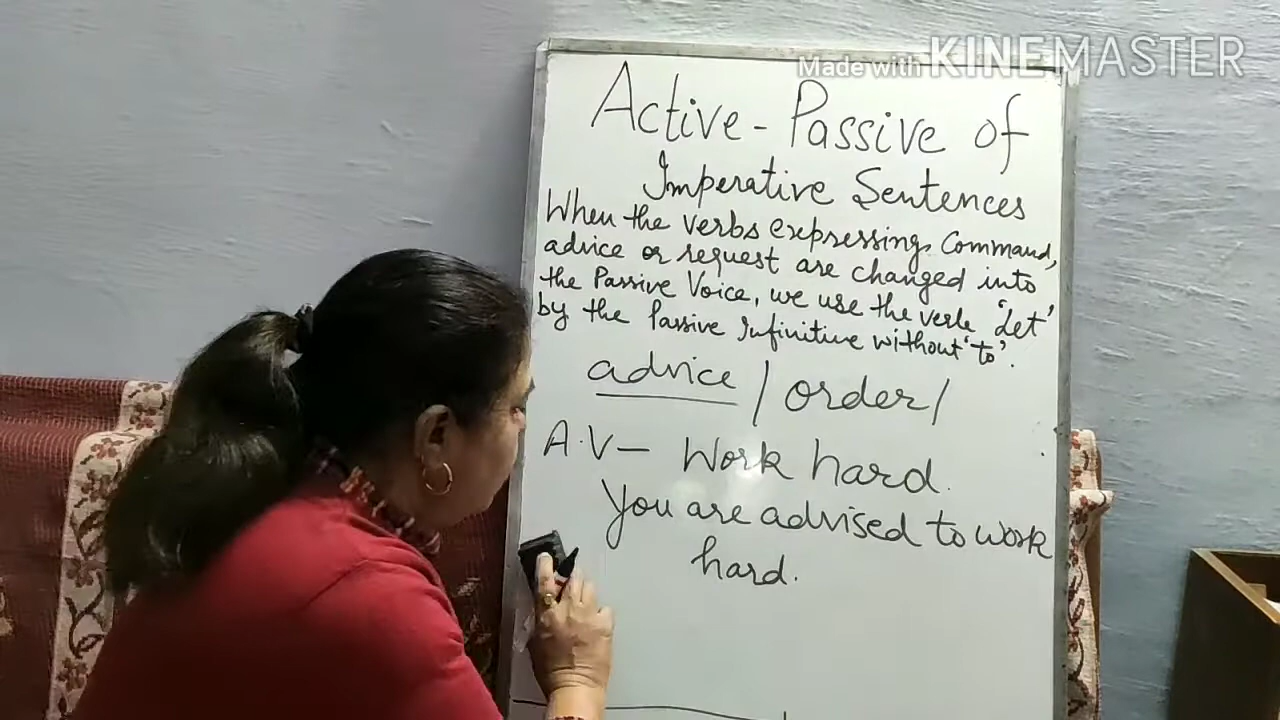 Made with KINEMASTER
Active - Passive of
Imperative Sentences
When the verbs expressing Command,
advice or request are changed into
the Passive Voice, we use the verb 'Let'
by the Passive Infinitive without 'to'.
advice / order /
A.V - Work hard.
You are advised to work
hard.